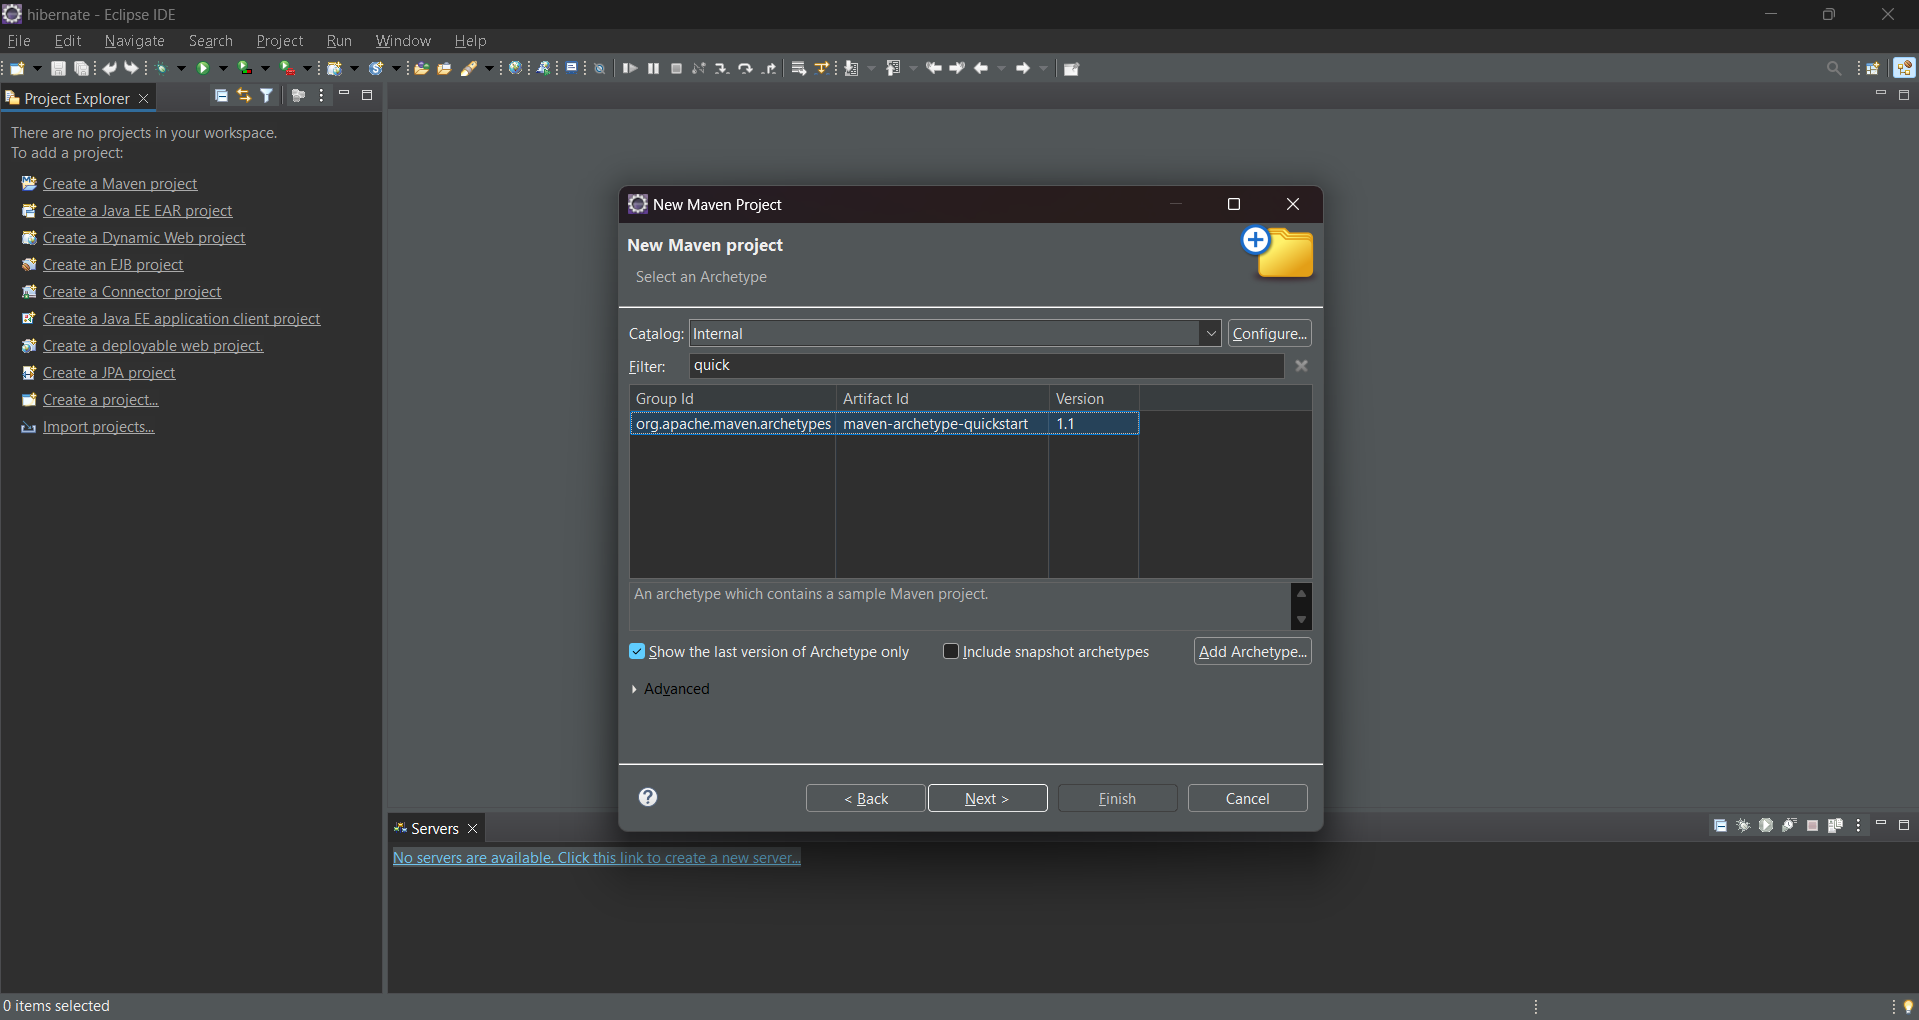 hibernate - Eclipse IDE
File Edit Navigate Search Project Run Window Help
Project Explorer
There are no projects in your workspace.
To add a project:
Create a Maven project
Create a Java EE EAR project
Create a Dynamic Web project
Create an EJB project
Create a Connector project
Create a Java EE application client project
Create a deployable web project.
Create a JPA project
Create a project...
Import projects...
New Maven Project
New Maven project
Select an Archetype
Catalog: Internal Configure...
Filter: quick
Group Id Artifact Id Version
org.apache.maven.archetypes maven-archetype-quickstart 1.1
An archetype which contains a sample Maven project.
Show the last version of Archetype only Include snapshot archetypes Add Archetype...
Advanced
< Back Next > Finish Cancel
Servers
No servers are available. Click this link to create a new server...
0 items selected